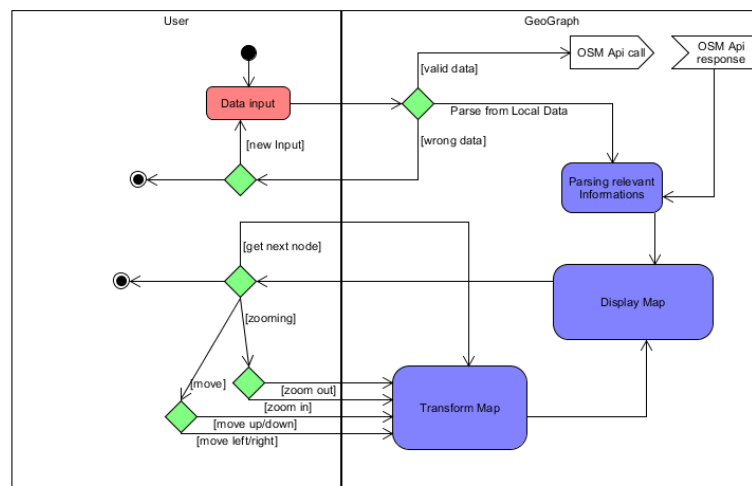 User
GeoGraph
OSM Api call
OSM Api
response
[valid data]
Data input
Parse from Local Data
[wrong data]
[new Input]
Parsing relevant
Informations
[get next node]
Display Map
[zooming]
[move]
[zoom out]
[zoom in]
Transform Map
[move up/down]
[move left/right]